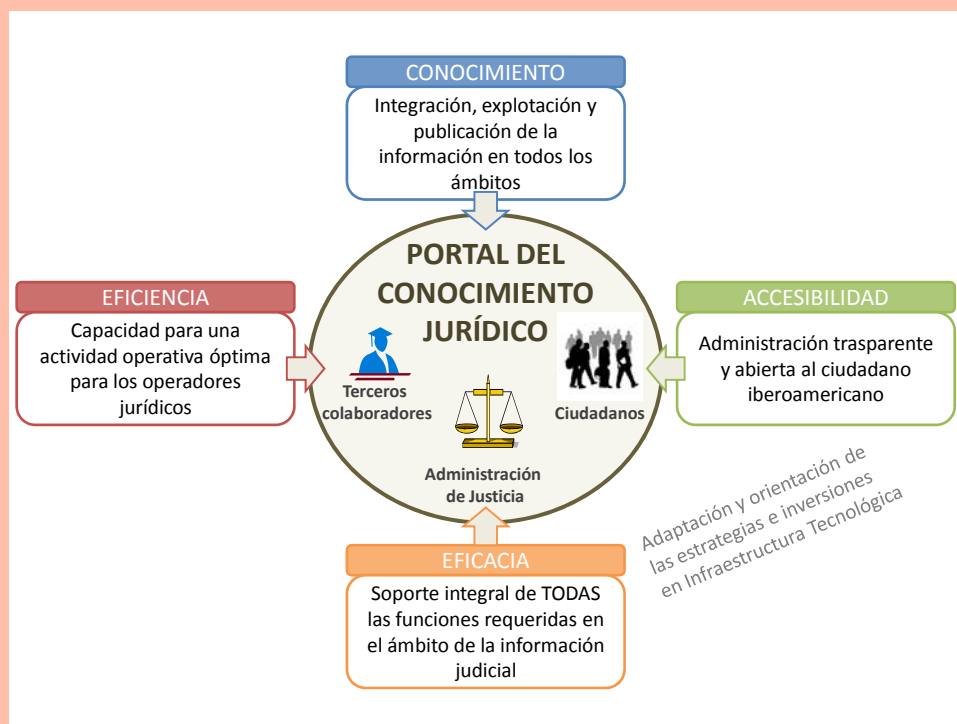 CONOCIMIENTO
Integración, explotación y
publicación de la
información en todos los
ámbitos
PORTAL DEL
CONOCIMIENTO
JURÍDICO
EFICIENCIA
Capacidad para una
actividad operativa óptima
para los operadores
jurídicos
Terceros
colaboradores
Ciudadanos
Administración
de Justicia
ACCESIBILIDAD
Administración trasparente
y abierta al ciudadano
iberoamericano
Adaptación y orientación de
las estrategias e inversiones
en Infraestructura Tecnológica
EFICACIA
Soporte integral de TODAS
las funciones requeridas en
el ámbito de la información
judicial